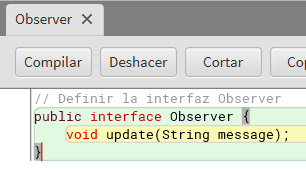 Observer
Compilar Deshacer Cortar
// Definir la interfaz Observer
public interface Observer {
void update(String message);
}